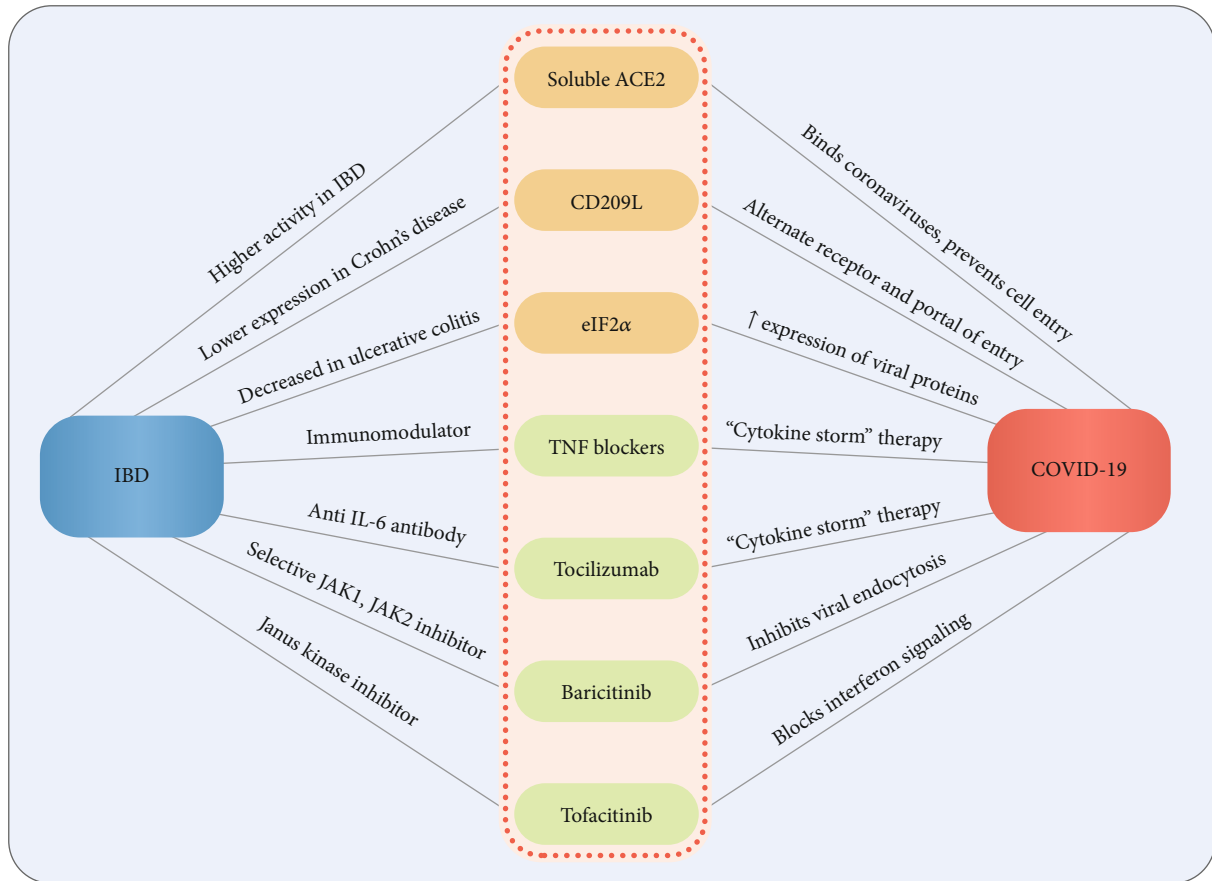 Soluble ACE2
Higher activity in IBD
Binds coronaviruses, prevents cell entry
CD209L
Lower expression in Crohn's disease
Alternate receptor and portal of entry
eIF2α
Decreased in ulcerative colitis
↑ expression of viral proteins
TNF blockers
Immunomodulator
"Cytokine storm" therapy
IBD
COVID-19
Tocilizumab
Anti IL-6 antibody
"Cytokine storm" therapy
Baricitinib
Selective JAK1, JAK2 inhibitor
Inhibits viral endocytosis
Tofacitinib
Janus kinase inhibitor
Blocks interferon signaling